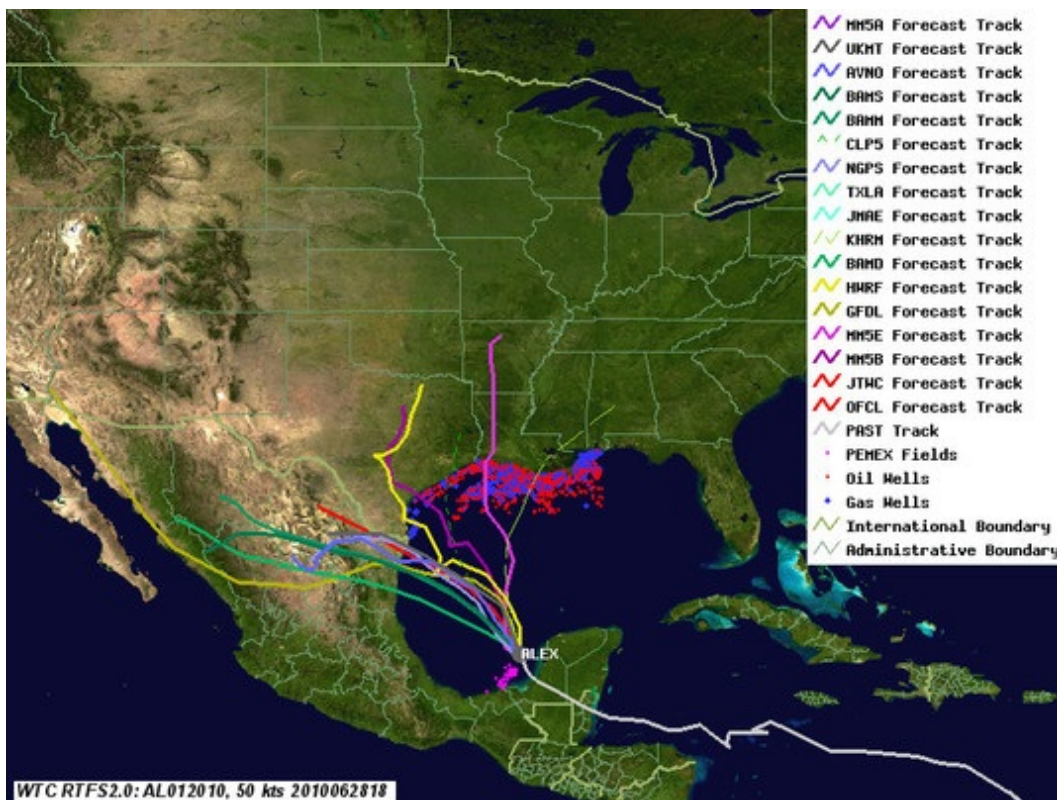 MM5A Forecast Track
UKMT Forecast Track
AVNO Forecast Track
BAMS Forecast Track
BAMM Forecast Track
CLP5 Forecast Track
NGPS Forecast Track
TXLA Forecast Track
JMAE Forecast Track
KHRM Forecast Track
BAMD Forecast Track
HWRF Forecast Track
GFDL Forecast Track
MM5E Forecast Track
MM5B Forecast Track
JTWC Forecast Track
OFCL Forecast Track
PAST Track
PEMEX Fields
Oil Wells
Gas Wells
International Boundary
Administrative Boundary
ALEX
WTC RTFS2.0: AL012010, 50 kts 2010062818